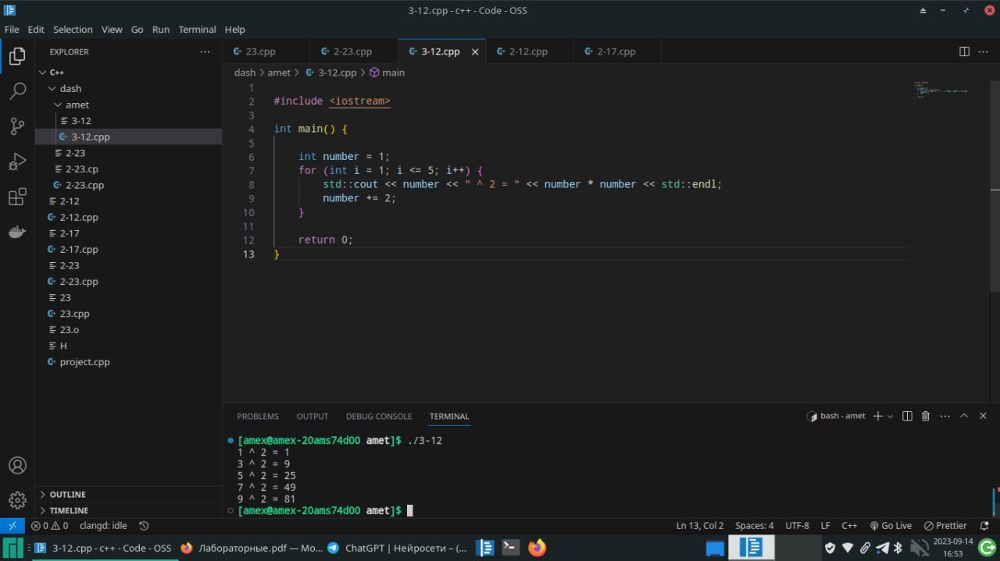 3-12.cpp - c++ - Code - OSS
File Edit Selection View Go Run Terminal Help
EXPLORER
23.cpp 2-23.cpp 3-12.cpp 2-12.cpp 2-17.cpp
C++
dash > amet > 3-12.cpp > main
dash
amet
3-12
3-12.cpp
2-23
2-23.cp
2-23.cpp
2-12
2-12.cpp
2-17
2-17.cpp
2-23
2-23.cpp
23
23.cpp
23.o
H
project.cpp
OUTLINE
TIMELINE
1
2 #include <iostream>
3
4 int main() {
5
6 int number = 1;
7 for (int i = 1; i <= 5; i++) {
8 std::cout << number << " ^ 2 = " << number * number << std::endl;
9 number += 2;
10 }
11
12 return 0;
13 }
PROBLEMS OUTPUT DEBUG CONSOLE TERMINAL bash - amet
[amex@amex-20ams74d00 amet]$ ./3-12
1 ^ 2 = 1
3 ^ 2 = 9
5 ^ 2 = 25
7 ^ 2 = 49
9 ^ 2 = 81
[amex@amex-20ams74d00 amet]$
0 0 clangd: idle Ln 13, Col 2 Spaces: 4 UTF-8 LF C++ Go Live Prettier
3-12.cpp - c++ - Code - OSS Лабораторные.pdf — Mo... ChatGPT | Нейросети – (... 2023-09-14
16:53